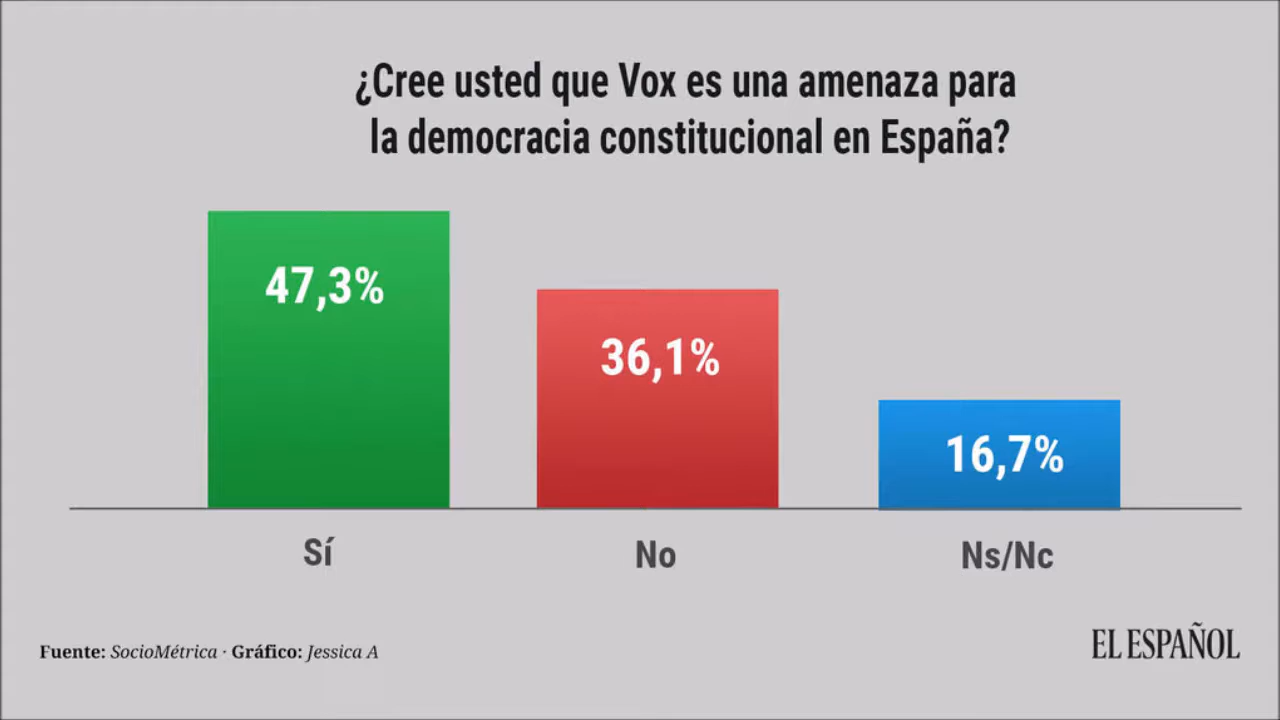 ¿Cree usted que Vox es una amenaza para
la democracia constitucional en España?
47,3%
36,1%
16,7%
Sí
No
Ns/Nc
Fuente: SocioMétrica · Gráfico: Jessica A
EL ESPAÑOL